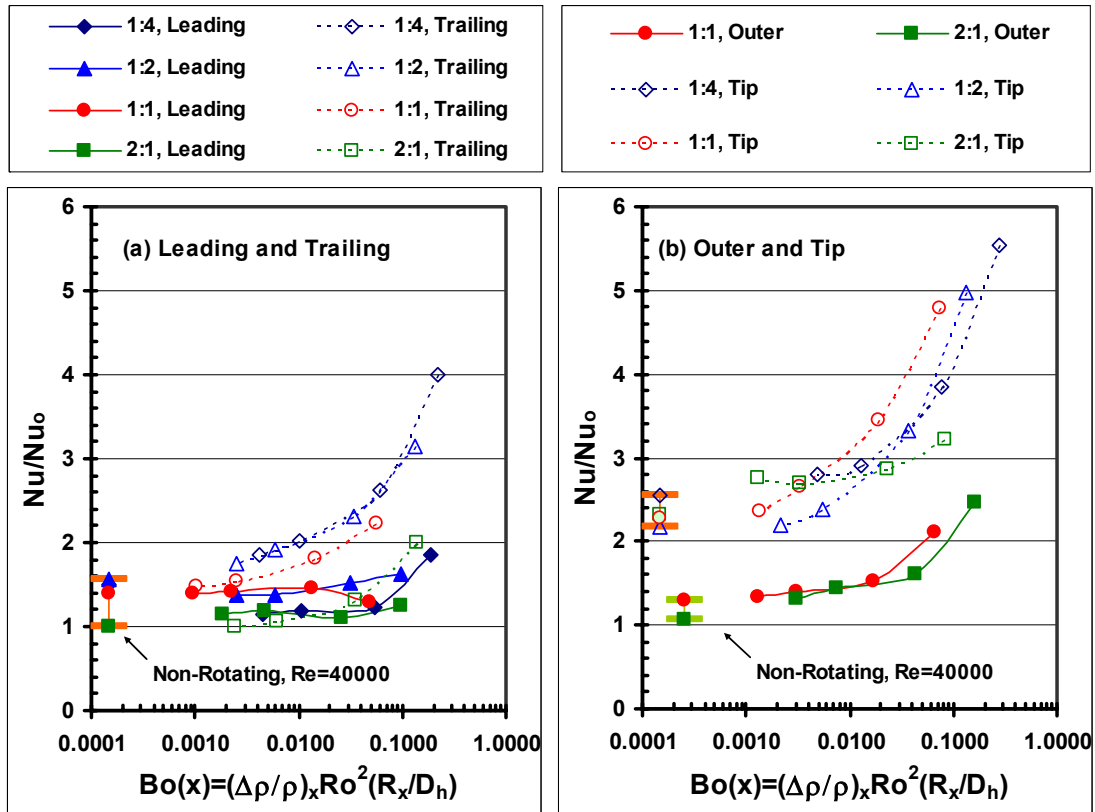 1:4, Leading 1:4, Trailing
1:2, Leading 1:2, Trailing
1:1, Leading 1:1, Trailing
2:1, Leading 2:1, Trailing
1:1, Outer 2:1, Outer
1:4, Tip 1:2, Tip
1:1, Tip 2:1, Tip
(a) Leading and Trailing
Nu/Nuo
6
5
4
3
2
1
0
Non-Rotating, Re=40000
0.0001 0.0010 0.0100 0.1000 1.0000
Bo(x)=(Δρ/ρ)xRo²(Rx/Dh)
(b) Outer and Tip
Nu/Nuo
6
5
4
3
2
1
0
Non-Rotating, Re=40000
0.0001 0.0010 0.0100 0.1000 1.0000
Bo(x)=(Δρ/ρ)xRo²(Rx/Dh)